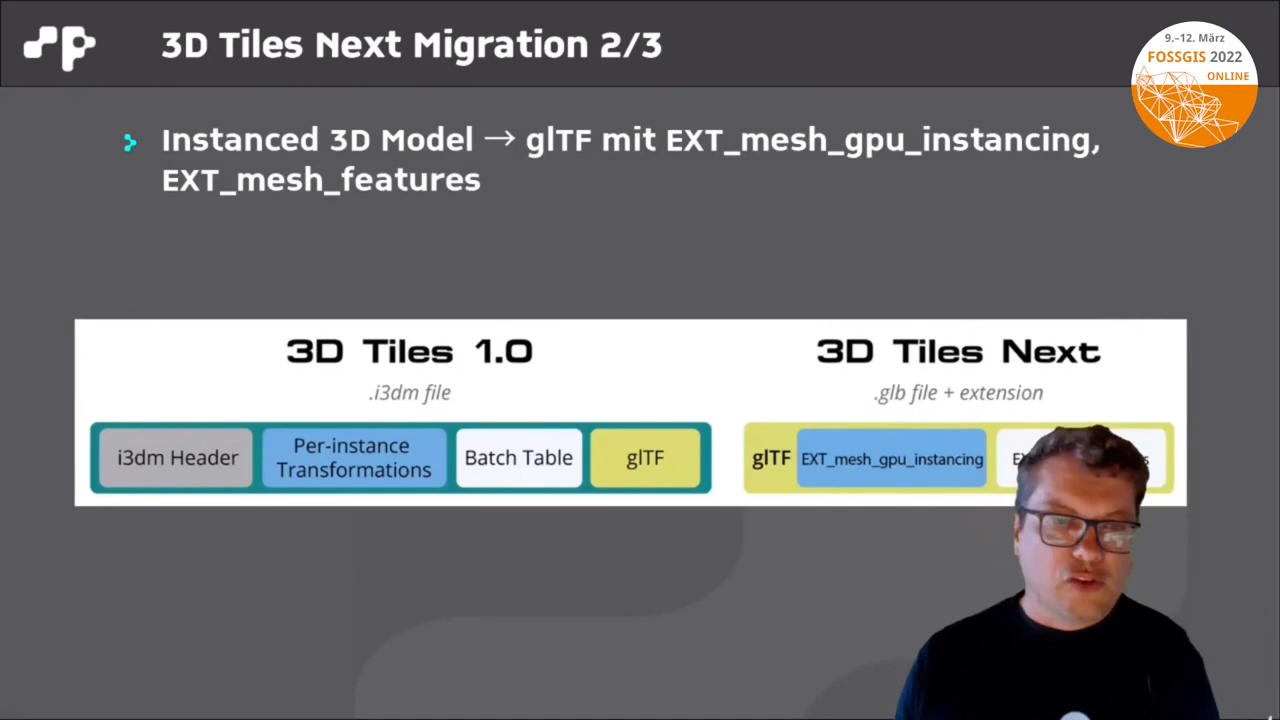 3D Tiles Next Migration 2/3
9.–12. März
FOSSGIS 2022
ONLINE
Instanced 3D Model → glTF mit EXT_mesh_gpu_instancing,
EXT_mesh_features
3D Tiles 1.0
.i3dm file
i3dm Header
Per-instance
Transformations
Batch Table
glTF
3D Tiles Next
.glb file + extension
glTF
EXT_mesh_gpu_instancing